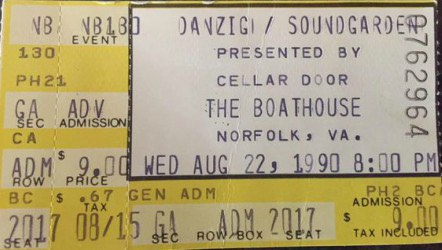 NB NB180 DANZIG/ SOUNDGARDEN
EVENT
130 PRESENTED BY
PH21 CELLAR DOOR
GA ADV THE BOATHOUSE
SEC ADMISSION
CA NORFOLK, VA.
ADM $ 9.00 WED AUG 22, 1990 8:00 PM
ROW PRICE
BC $ .67 GEN ADM PH2 BC
TAX ADMISSION
2017 08/15 GA ADM 2017 $ 9.00
SEAT SEC ROW/BOX SEAT TAX INCLUDED
0762964